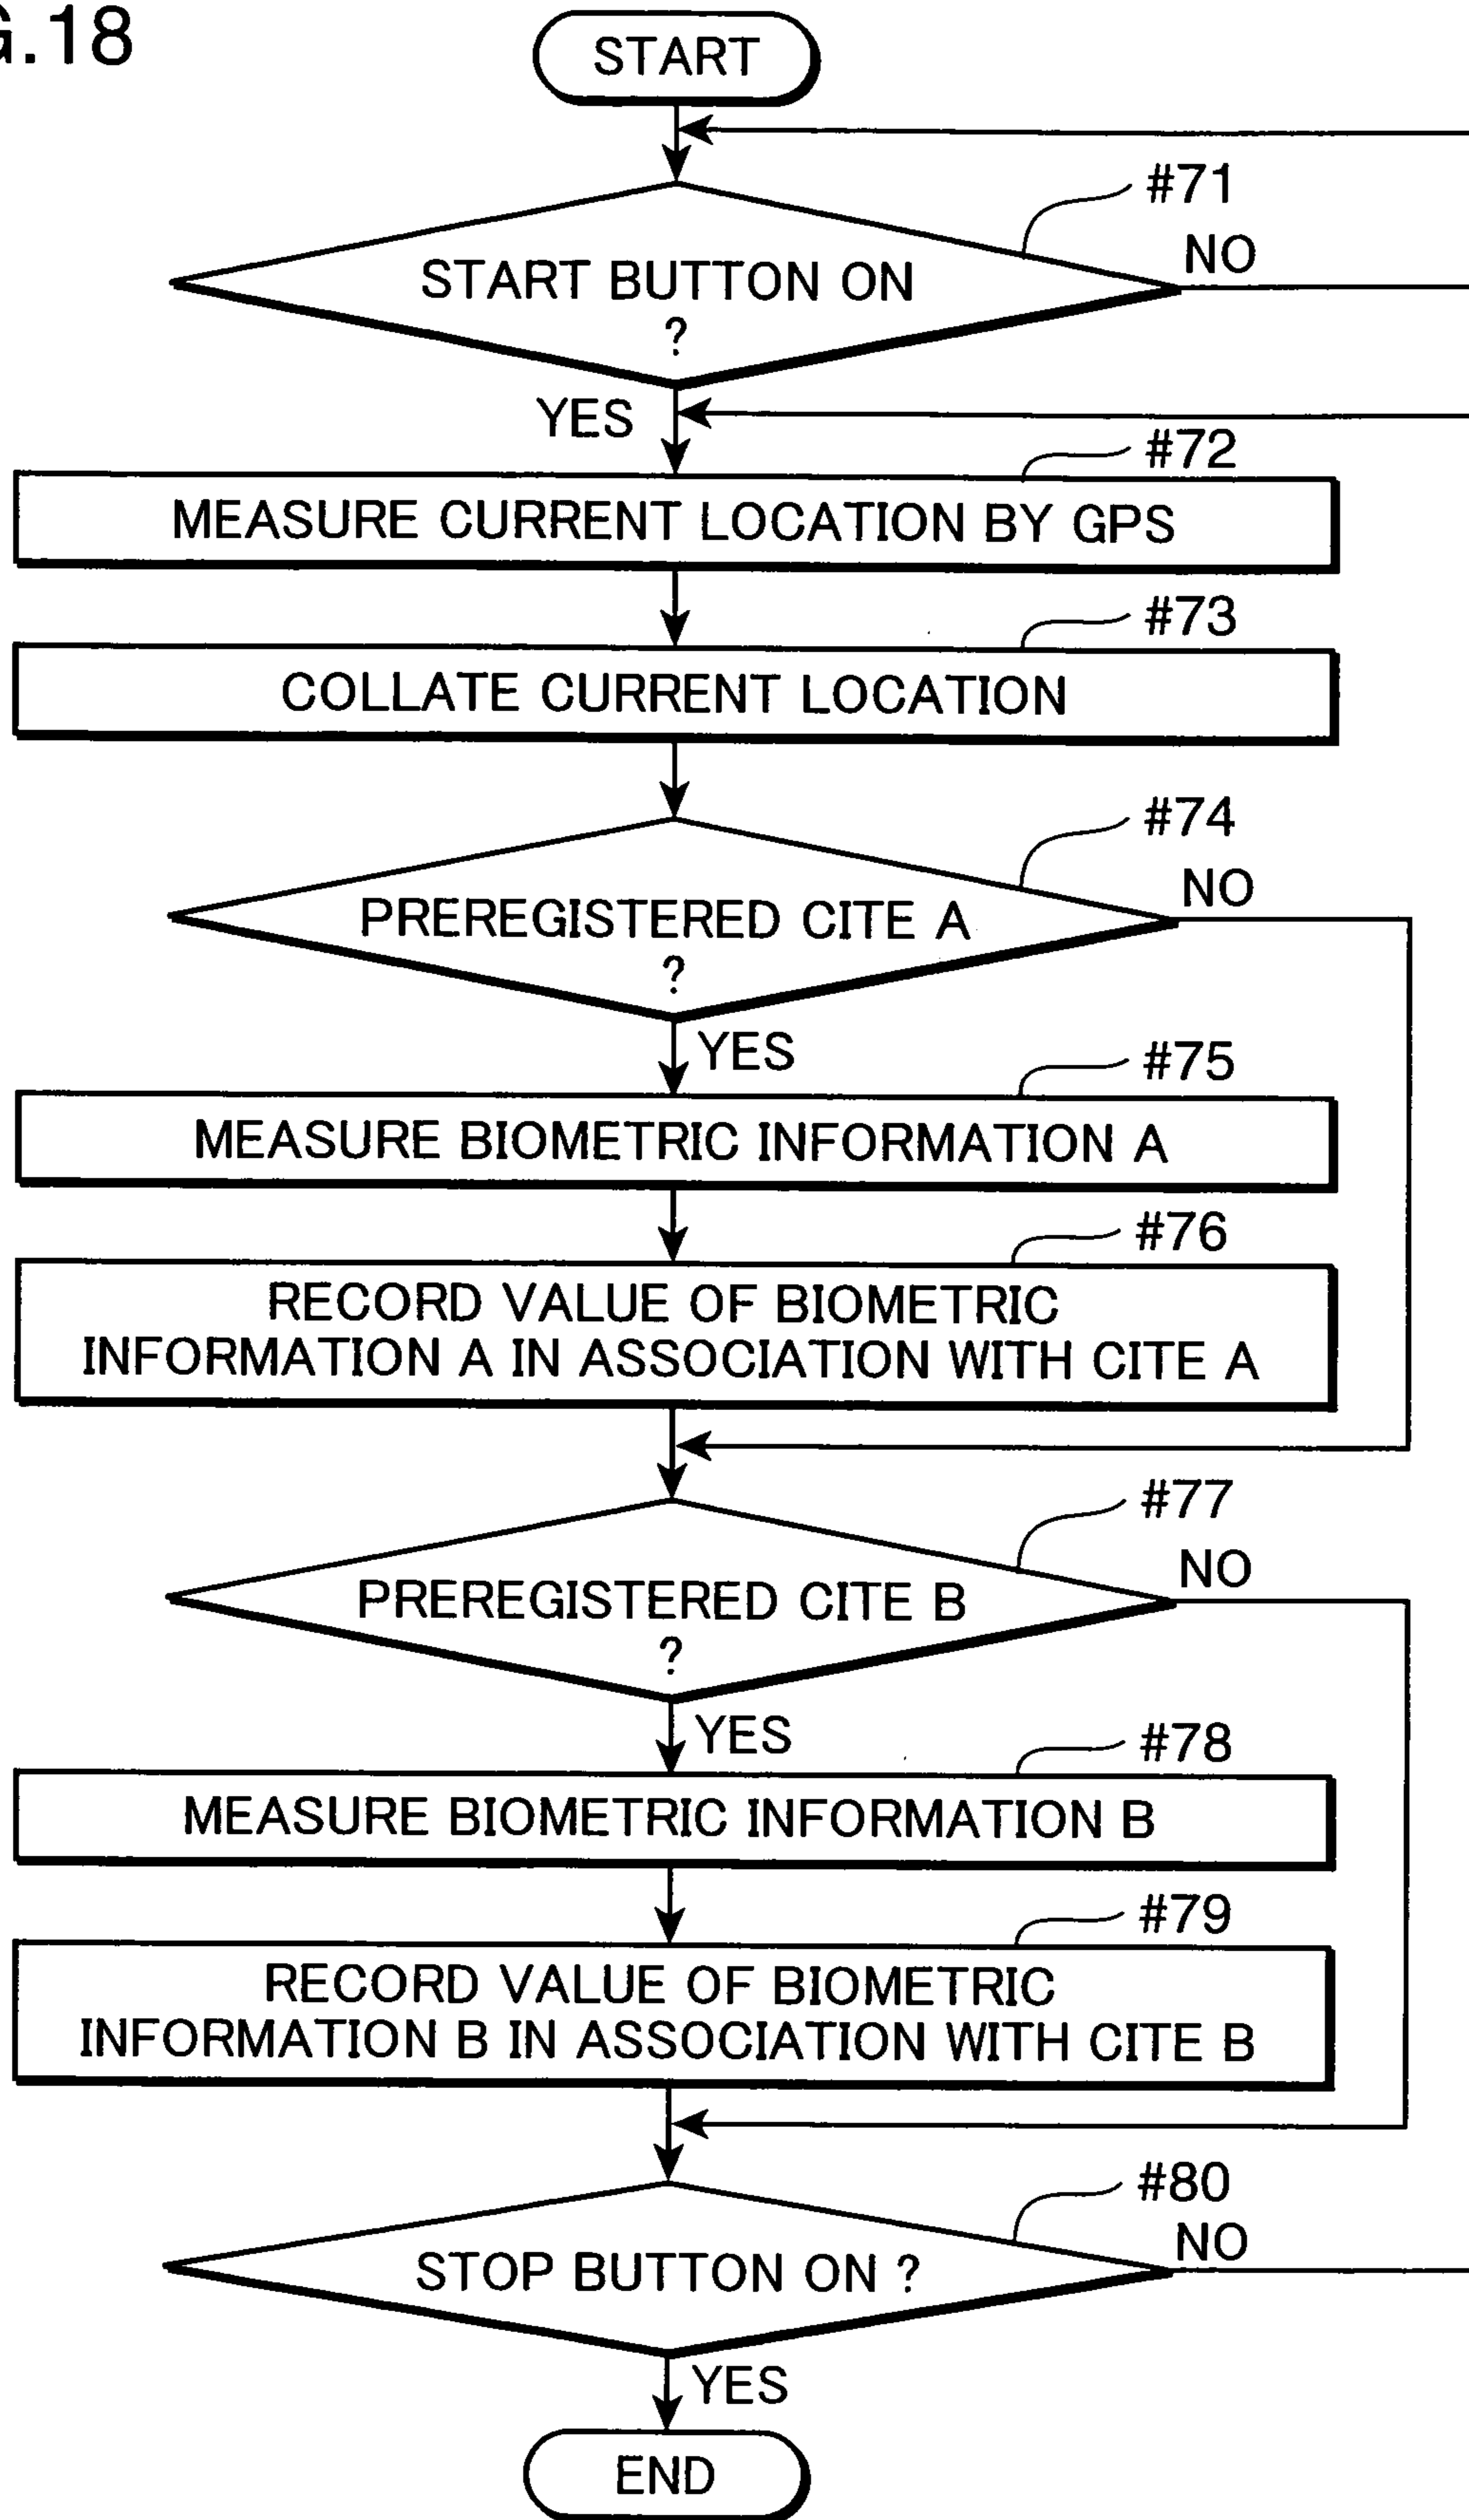 G.18
START
#71
NO
START BUTTON ON
?
YES
#72
MEASURE CURRENT LOCATION BY GPS
#73
COLLATE CURRENT LOCATION
#74
NO
PREREGISTERED CITE A
?
YES
#75
MEASURE BIOMETRIC INFORMATION A
#76
RECORD VALUE OF BIOMETRIC
INFORMATION A IN ASSOCIATION WITH CITE A
#77
NO
PREREGISTERED CITE B
?
YES
#78
MEASURE BIOMETRIC INFORMATION B
#79
RECORD VALUE OF BIOMETRIC
INFORMATION B IN ASSOCIATION WITH CITE B
#80
NO
STOP BUTTON ON ?
YES
END